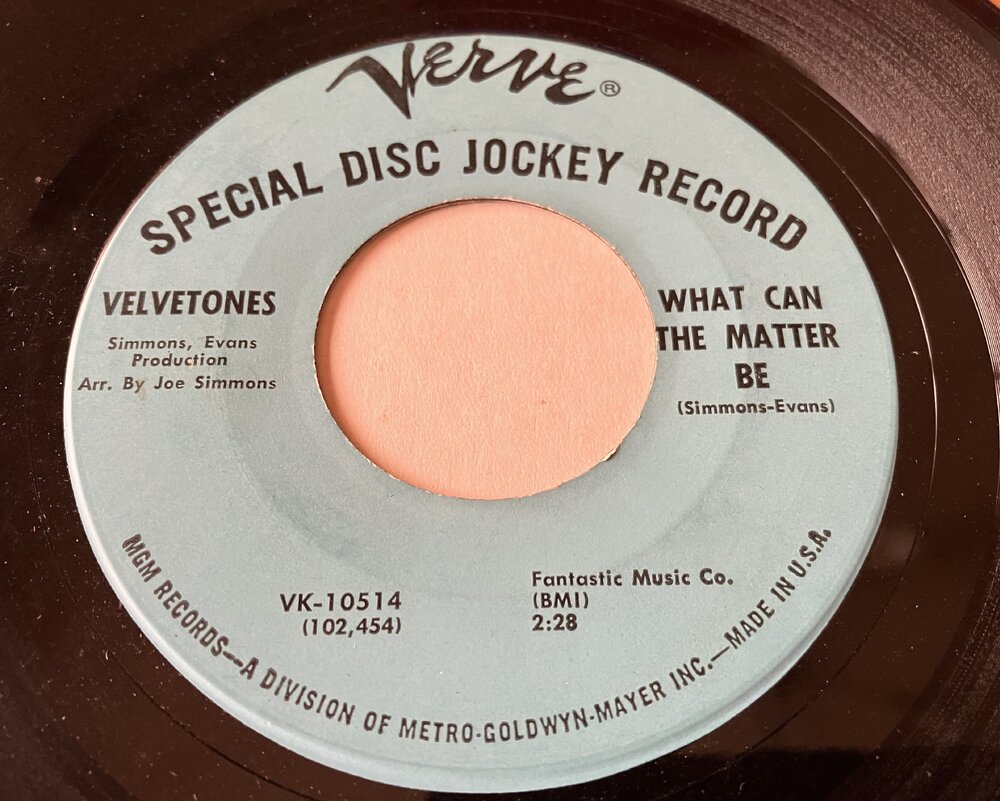 Verve®
SPECIAL DISC JOCKEY RECORD
VELVETONES
Simmons, Evans
Production
Arr. By Joe Simmons
WHAT CAN
THE MATTER
BE
(Simmons-Evans)
VK-10514
(102,454)
Fantastic Music Co.
(BMI)
2:28
MGM RECORDS—A DIVISION OF METRO-GOLDWYN-MAYER INC.—MADE IN U.S.A.